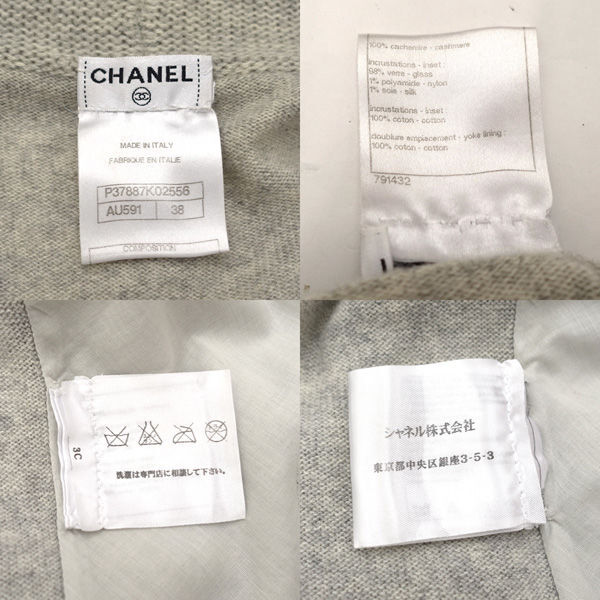 CHANEL
MADE IN ITALY
FABRIQUE EN ITALIE
P37887K02556
AU591 38
COMPOSITION
100% cachemire - cashmere
incrustations - inset :
98% verre - glass
1% polyamide - nylon
1% soie - silk
incrustations - inset :
100% coton - cotton
doublure empiecement - yoke lining :
100% coton - cotton
791432
3C
洗濯は専門店に相談して下さい。
シャネル株式会社
東京都中央区銀座3-5-3